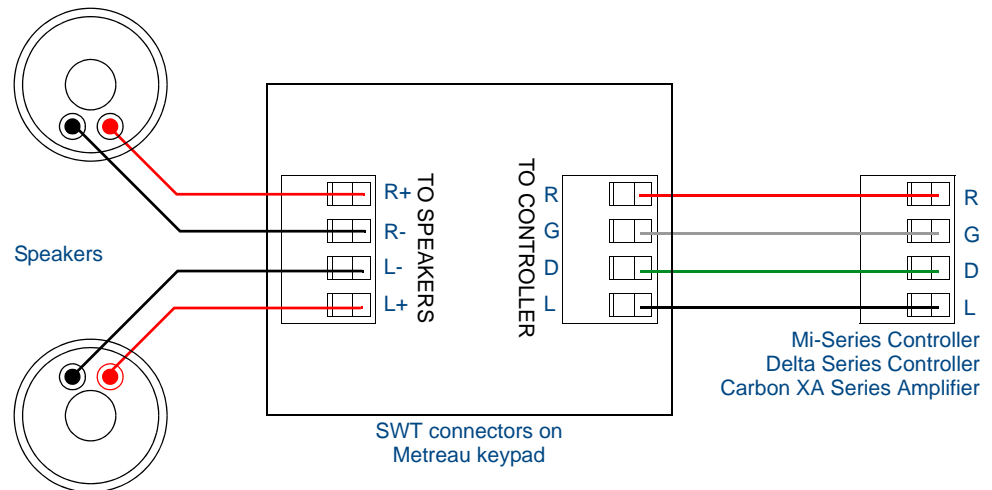 Speakers
R+
R-
L-
L+
TO SPEAKERS
TO CONTROLLER
R
G
D
L
R
G
D
L
Mi-Series Controller
Delta Series Controller
Carbon XA Series Amplifier
SWT connectors on
Metreau keypad